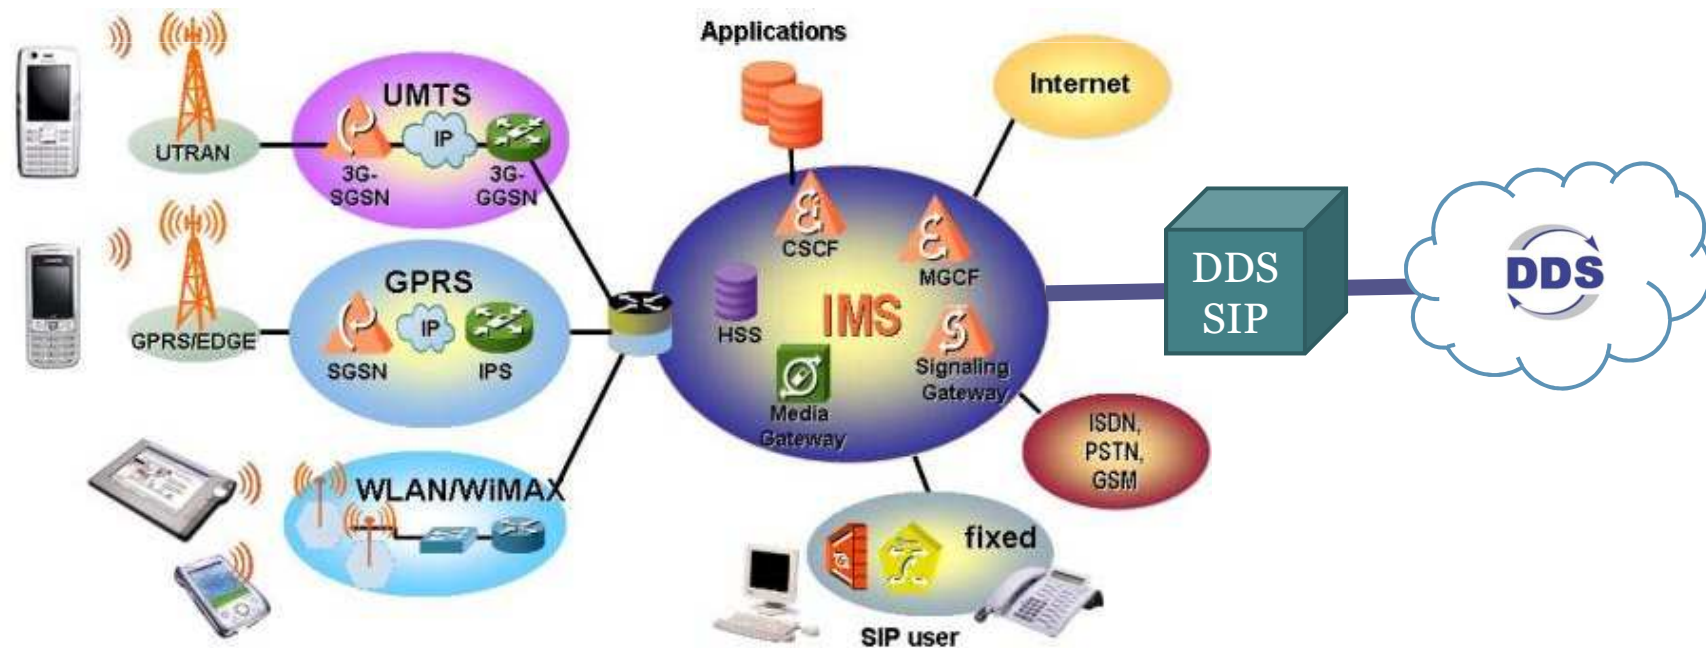 Applications
Internet
UMTS
IP
UTRAN
3G-
SGSN
3G-
GGSN
CSCF
MGCF
DDS
SIP
DDS
GPRS
IP
GPRS/EDGE
SGSN
IPS
HSS
IMS
Signaling
Gateway
Media
Gateway
ISDN,
PSTN,
GSM
WLAN/WiMAX
fixed
SIP user